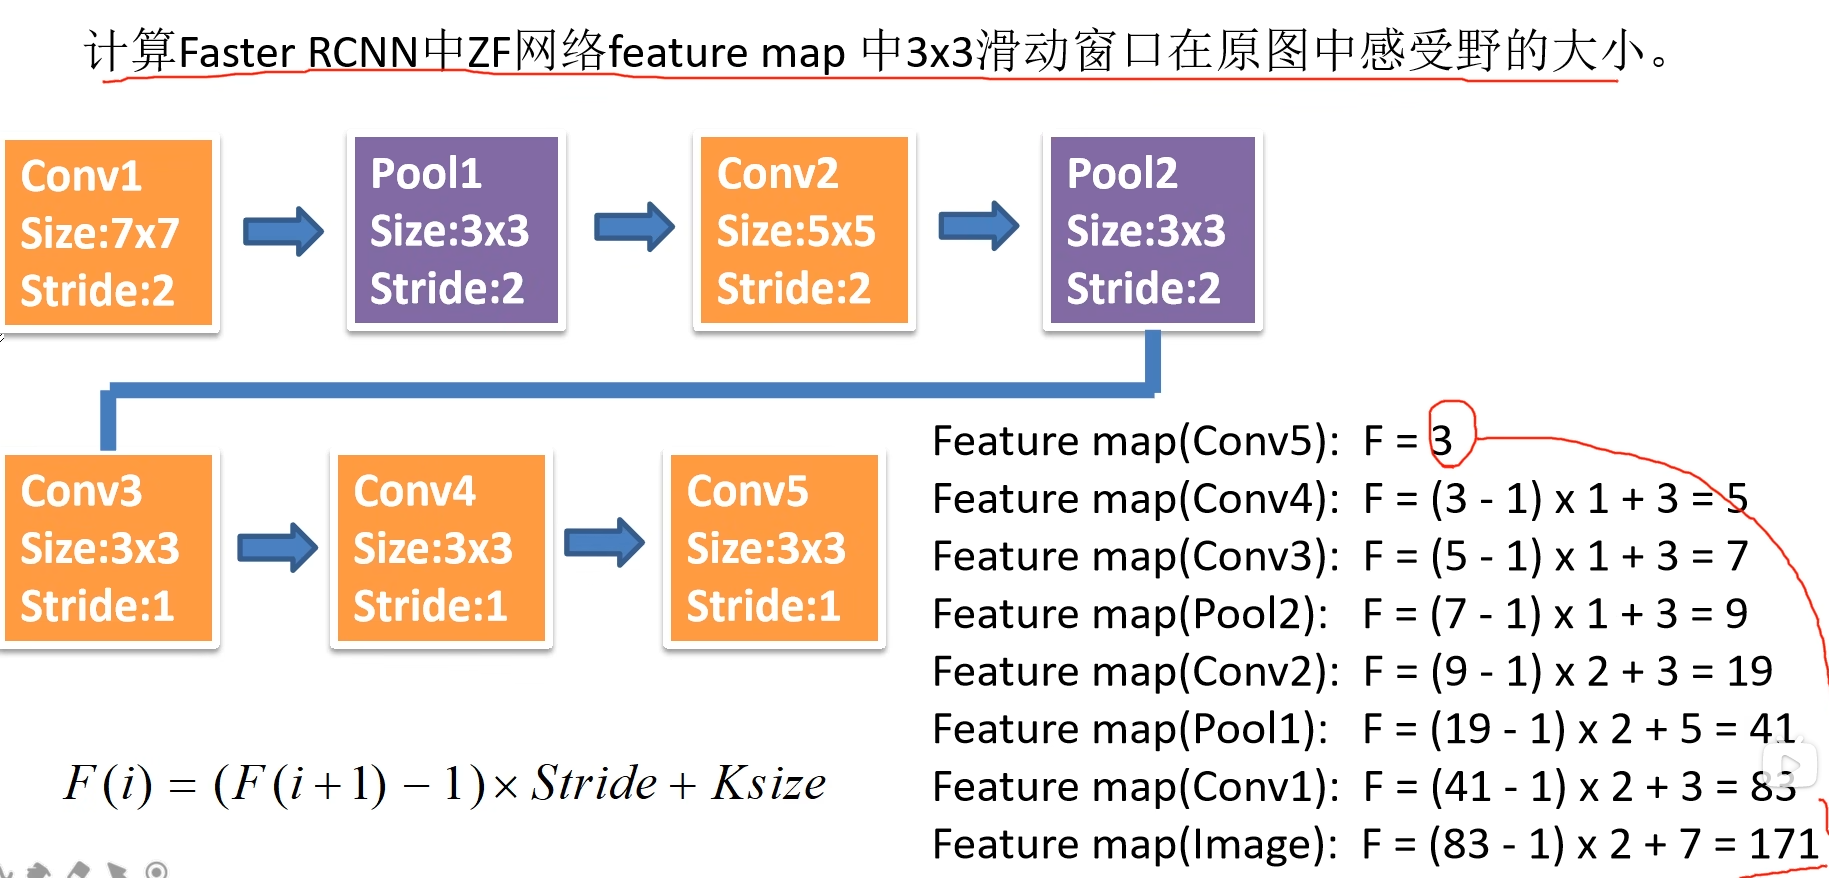 计算Faster RCNN中ZF网络feature map 中3x3滑动窗口在原图中感受野的大小。
Conv1
Size:7x7
Stride:2
Pool1
Size:3x3
Stride:2
Conv2
Size:5x5
Stride:2
Pool2
Size:3x3
Stride:2
Conv3
Size:3x3
Stride:1
Conv4
Size:3x3
Stride:1
Conv5
Size:3x3
Stride:1
Feature map(Conv5): F = 3
Feature map(Conv4): F = (3 - 1) x 1 + 3 = 5
Feature map(Conv3): F = (5 - 1) x 1 + 3 = 7
Feature map(Pool2): F = (7 - 1) x 1 + 3 = 9
Feature map(Conv2): F = (9 - 1) x 2 + 3 = 19
Feature map(Pool1): F = (19 - 1) x 2 + 5 = 41
Feature map(Conv1): F = (41 - 1) x 2 + 3 = 83
Feature map(Image): F = (83 - 1) x 2 + 7 = 171
F(i) = (F(i+1) − 1)× Stride + Ksize